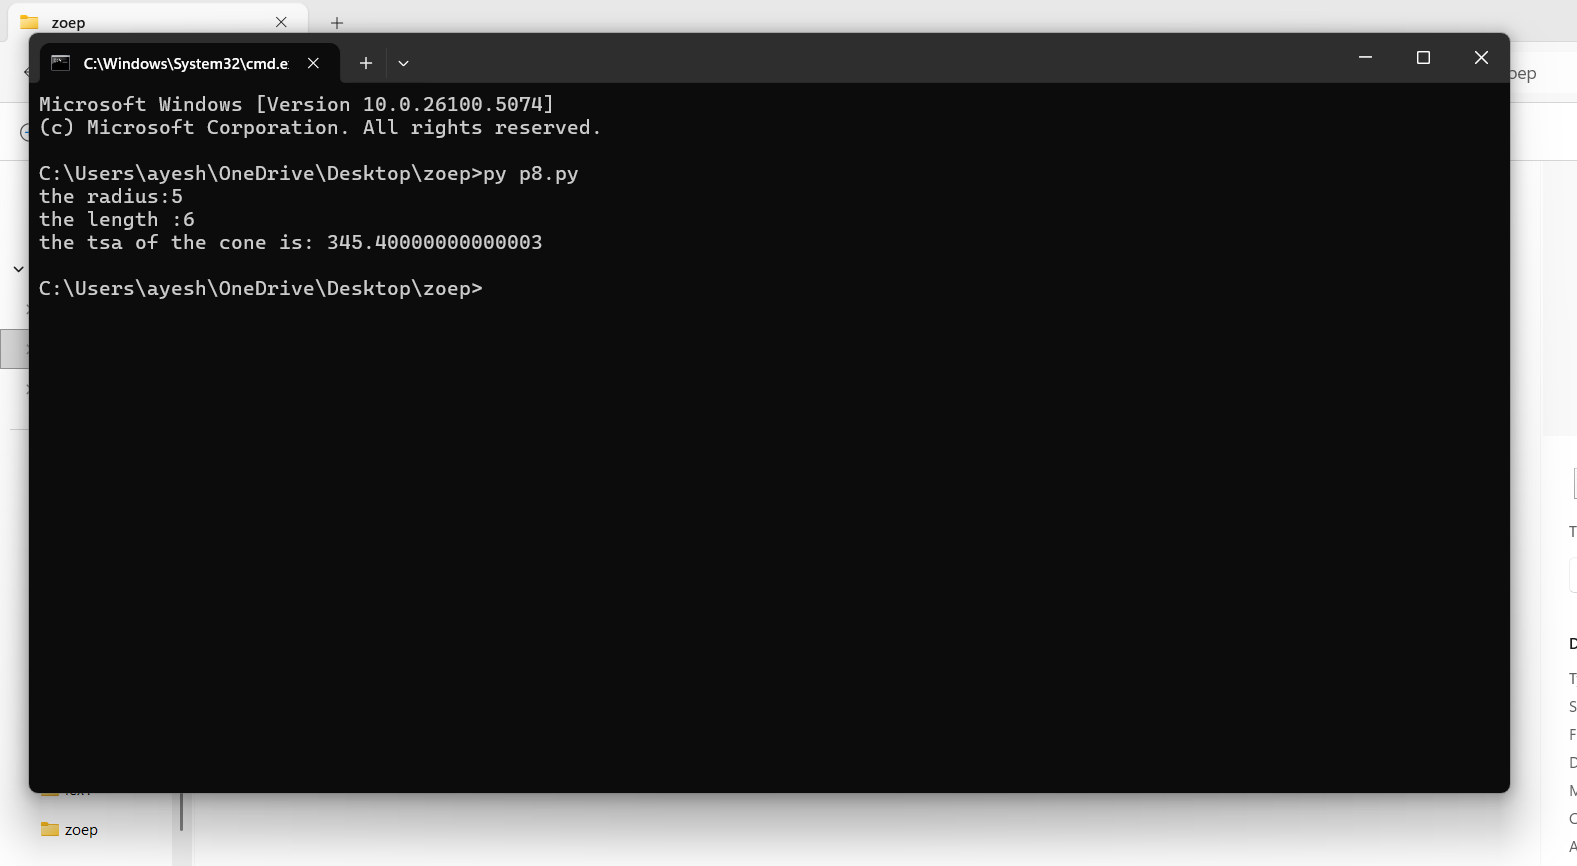 zoep
C:\Windows\System32\cmd.e
oep
Microsoft Windows [Version 10.0.26100.5074]
(c) Microsoft Corporation. All rights reserved.
C:\Users\ayesh\OneDrive\Desktop\zoep>py p8.py
the radius:5
the length :6
the tsa of the cone is: 345.40000000000003
C:\Users\ayesh\OneDrive\Desktop\zoep>
T
D
T
S
F
D
M
C
A
zoep